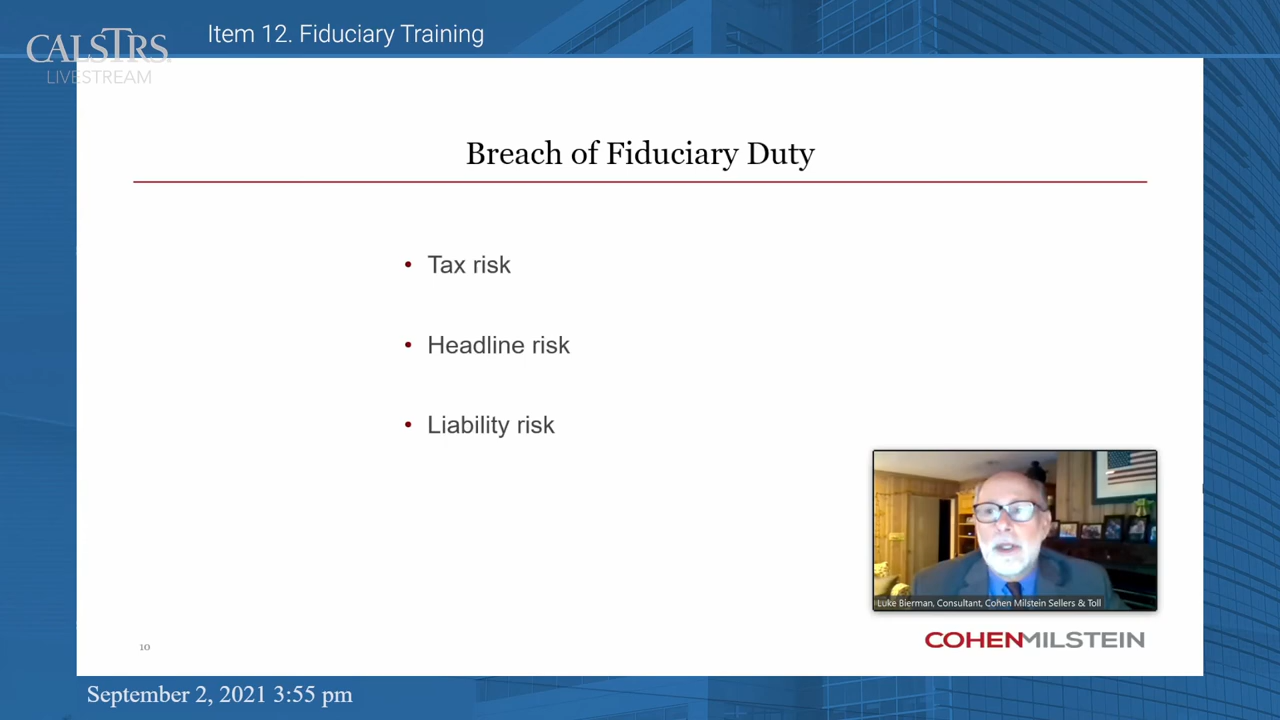 Item 12. Fiduciary Training
CALSTRS
LIVESTREAM
Breach of Fiduciary Duty
• Tax risk
• Headline risk
• Liability risk
Luke Bierman, Consultant, Cohen Milstein Sellers & Toll
10
COHENMILSTEIN
September 2, 2021 3:55 pm